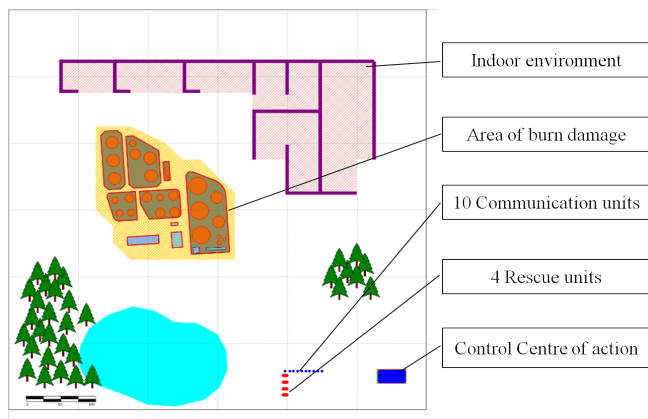 Indoor environment
Area of burn damage
10 Communication units
4 Rescue units
Control Centre of action